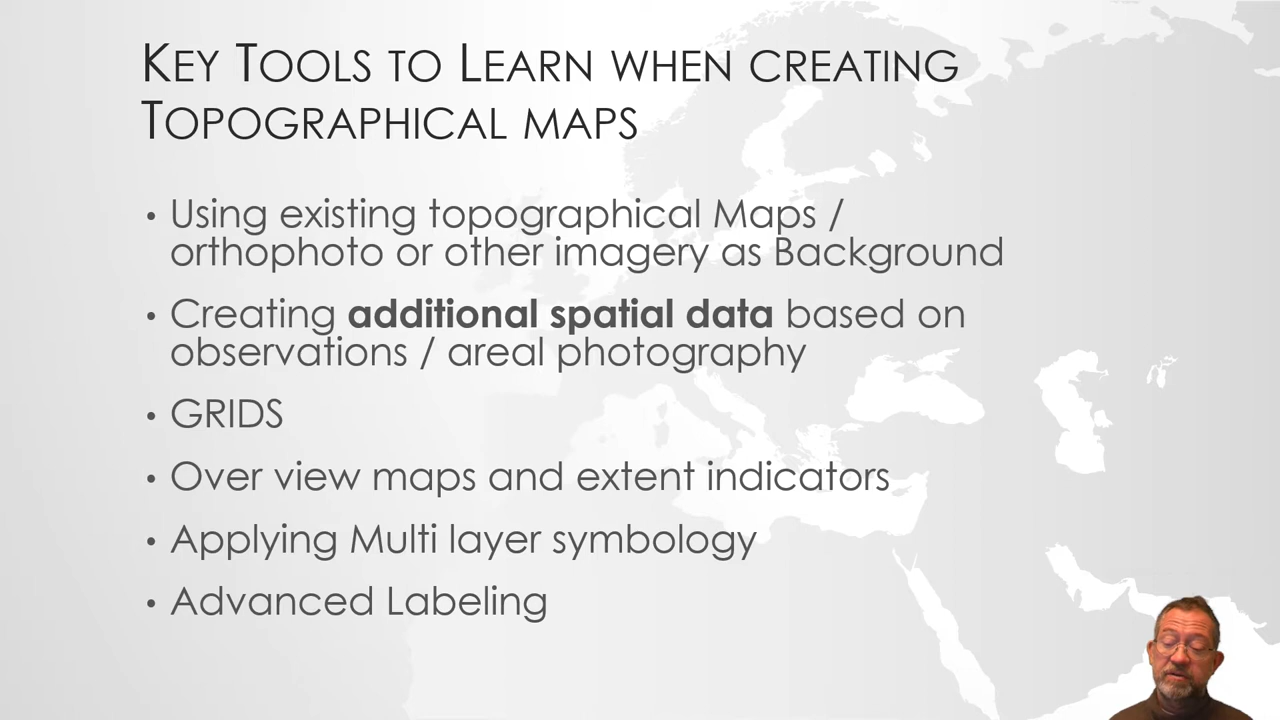 Key Tools to Learn when creating
Topographical maps
• Using existing topographical Maps /
orthophoto or other imagery as Background
• Creating additional spatial data based on
observations / areal photography
• GRIDS
• Over view maps and extent indicators
• Applying Multi layer symbology
• Advanced Labeling